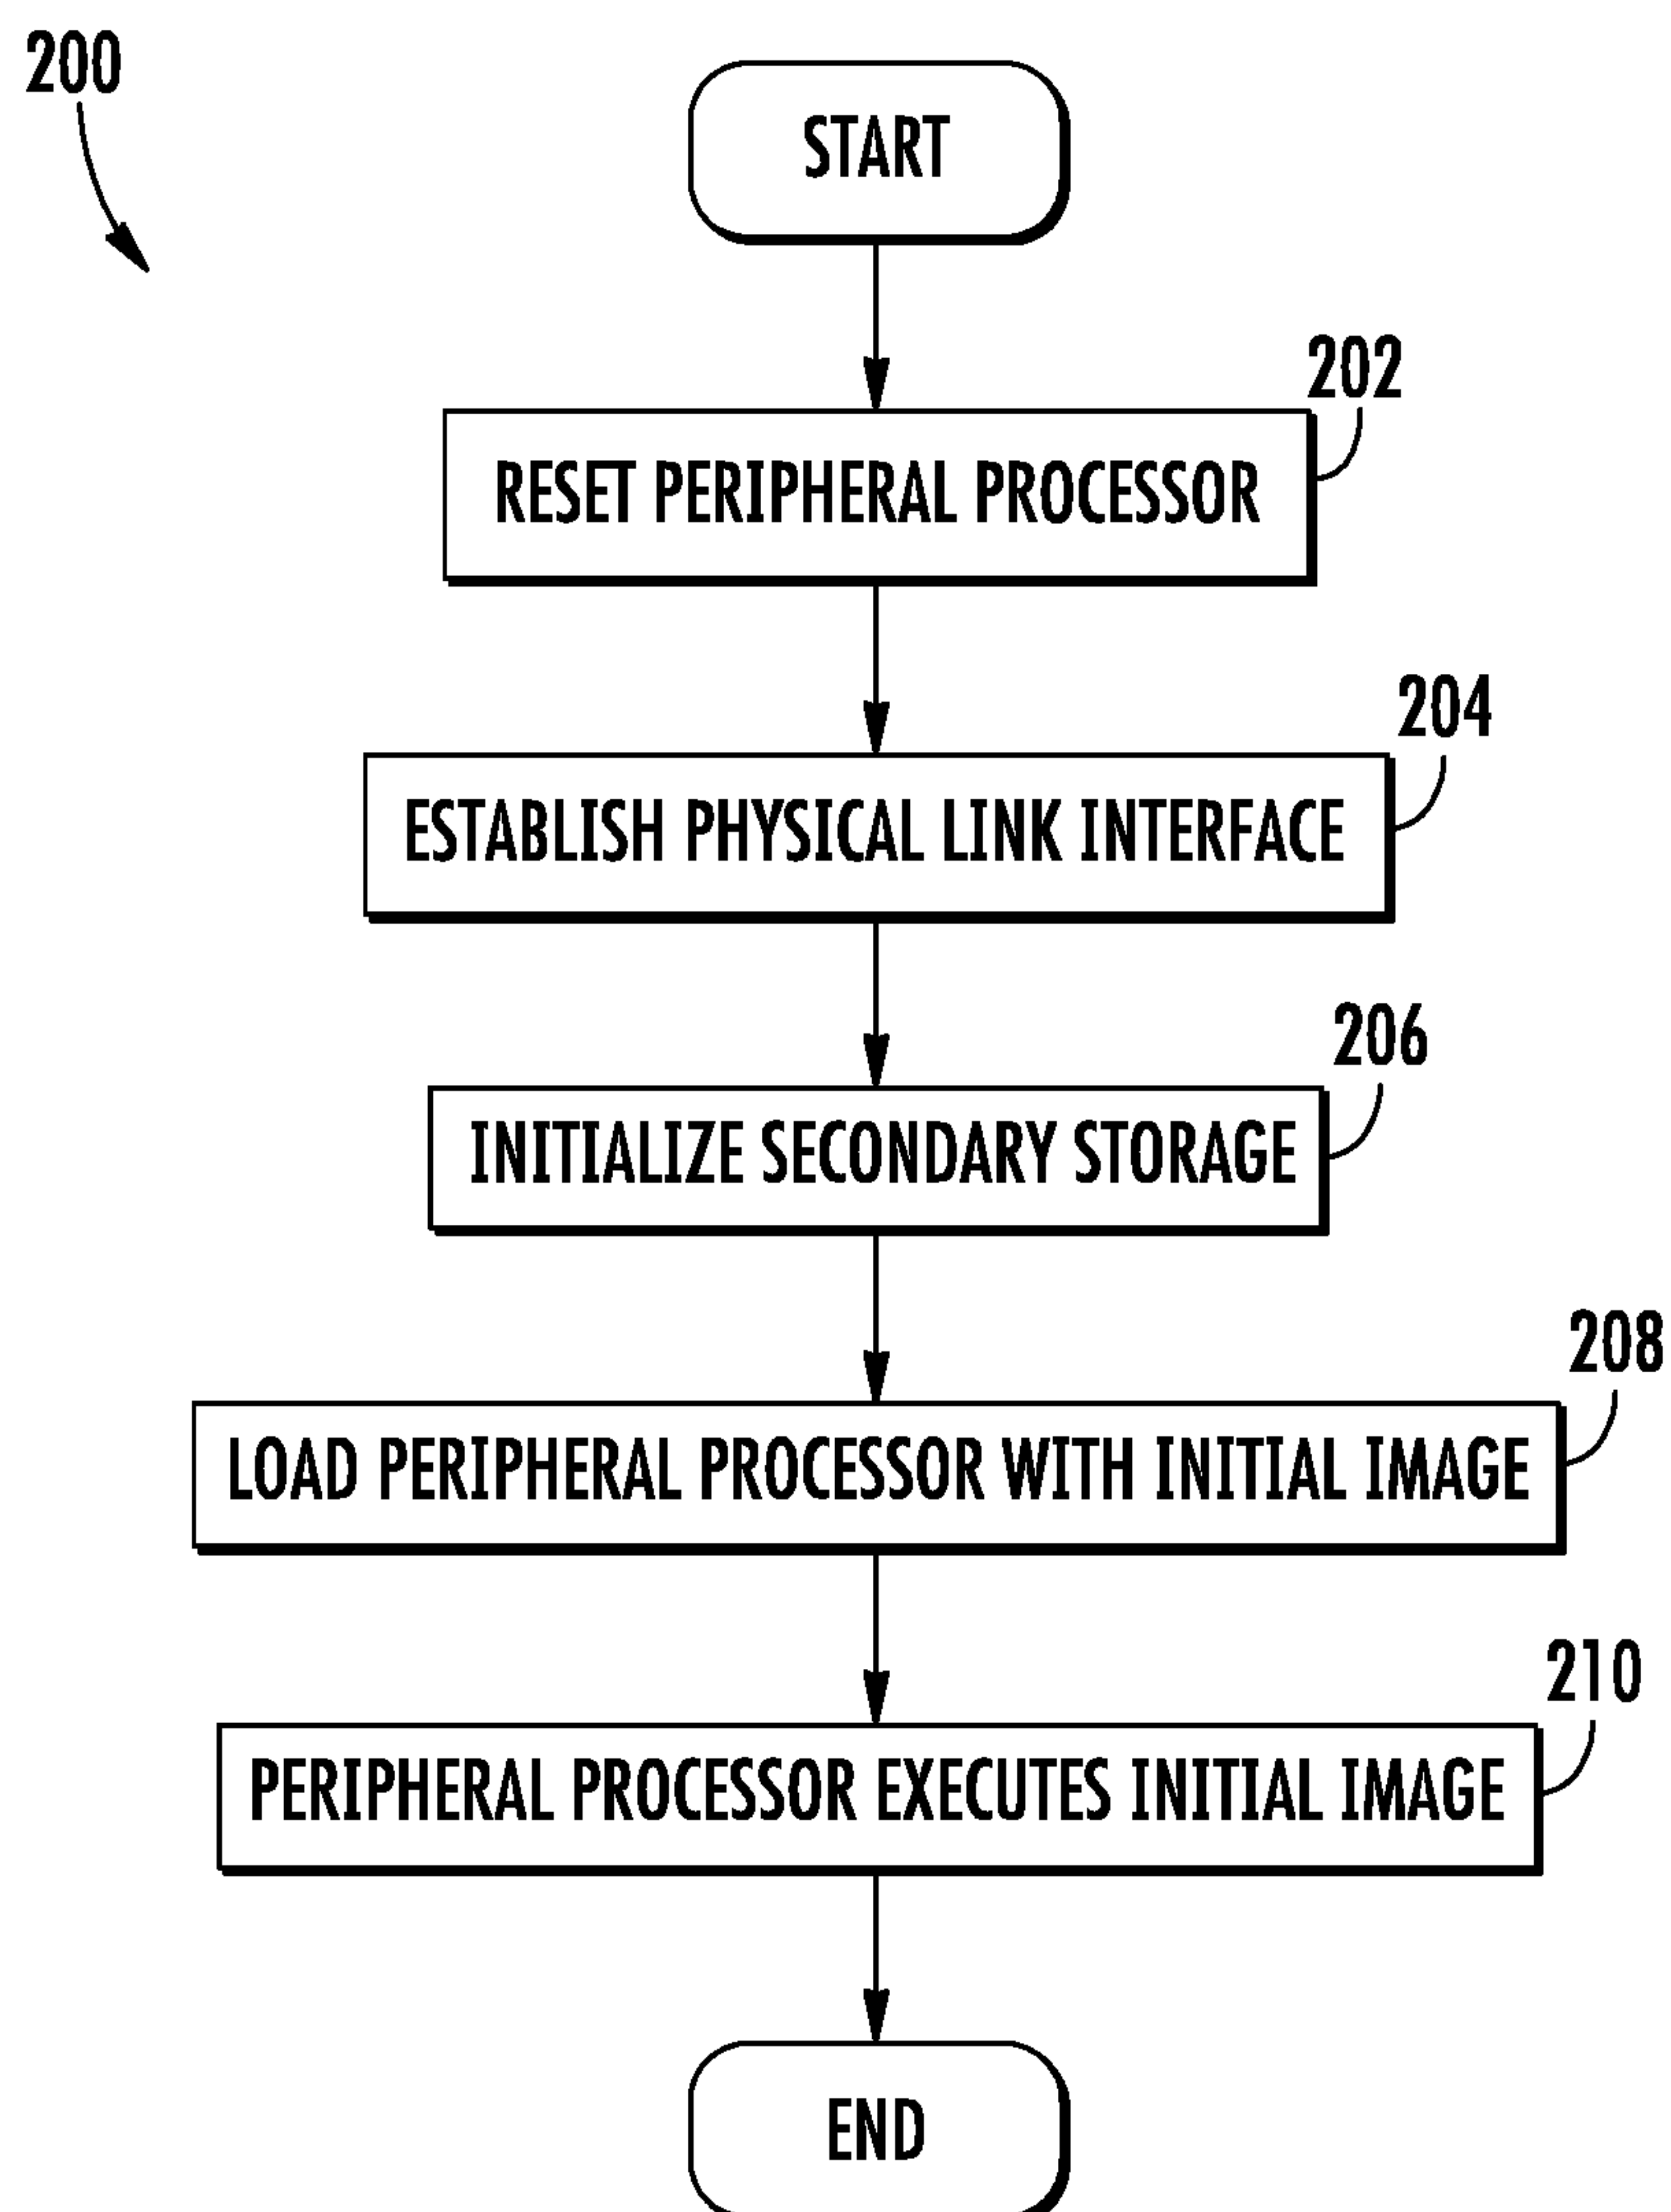 200
START
202
RESET PERIPHERAL PROCESSOR
204
ESTABLISH PHYSICAL LINK INTERFACE
206
INITIALIZE SECONDARY STORAGE
208
LOAD PERIPHERAL PROCESSOR WITH INITIAL IMAGE
210
PERIPHERAL PROCESSOR EXECUTES INITIAL IMAGE
END